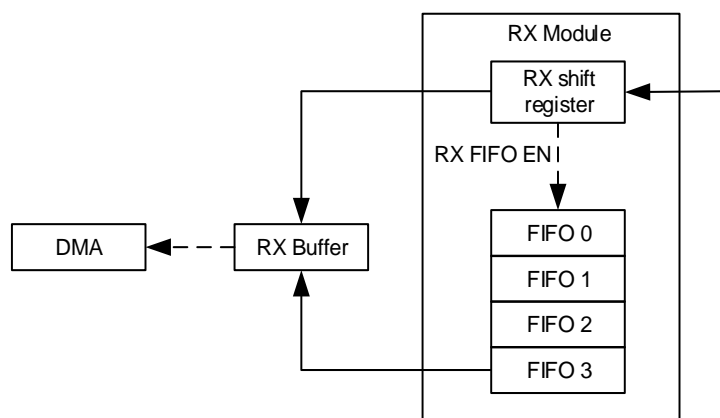 RX Module
RX shift
register
RX FIFO EN
FIFO 0
DMA
RX Buffer
FIFO 1
FIFO 2
FIFO 3